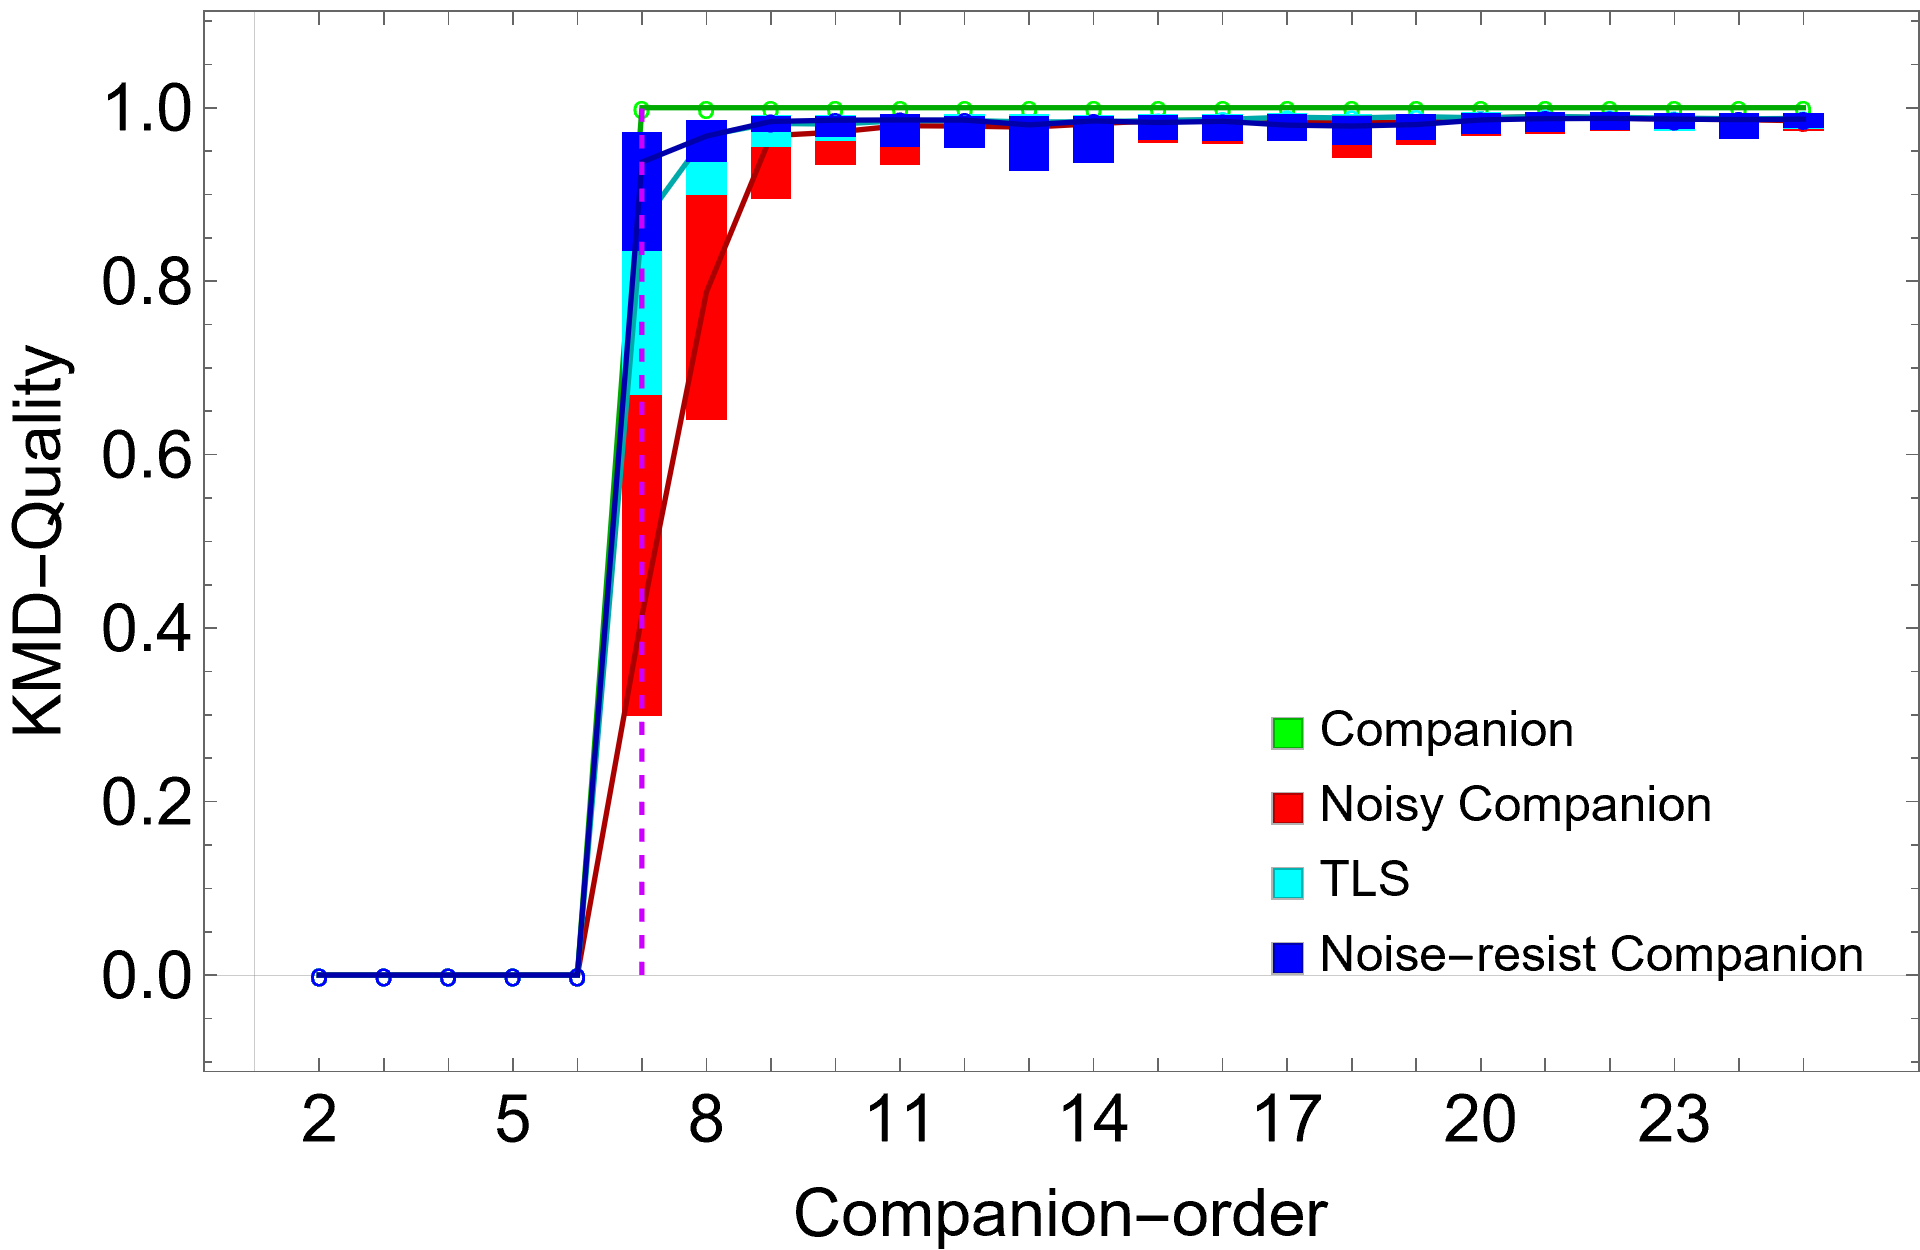 KMD–Quality
1.0
0.8
0.6
0.4
0.2
0.0
Companion
Noisy Companion
TLS
Noise–resist Companion
2 5 8 11 14 17 20 23
Companion–order